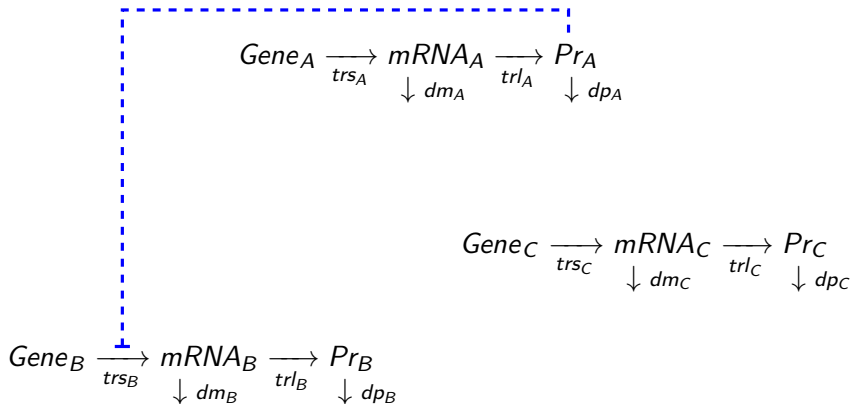 Gene_A → mRNA_A → Pr_A
trs_A trl_A
↓ dm_A ↓ dp_A
Gene_C → mRNA_C → Pr_C
trs_C trl_C
↓ dm_C ↓ dp_C
Gene_B → mRNA_B → Pr_B
trs_B trl_B
↓ dm_B ↓ dp_B